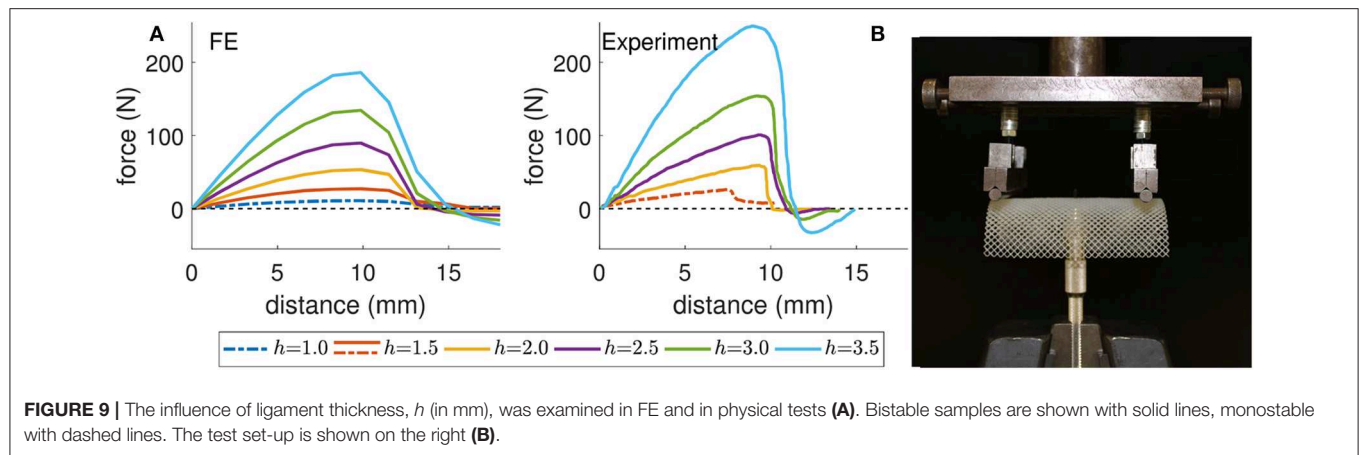 A
FE
Experiment
B
200
100
0
force (N)
0
5
10
15
distance (mm)
200
100
0
force (N)
0
5
10
15
distance (mm)
h=1.0 h=1.5 h=2.0 h=2.5 h=3.0 h=3.5
FIGURE 9 | The influence of ligament thickness, h (in mm), was examined in FE and in physical tests (A). Bistable samples are shown with solid lines, monostable
with dashed lines. The test set-up is shown on the right (B).